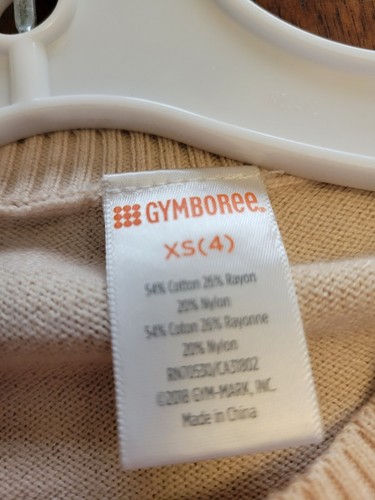 GYMBOREE
XS(4)
54% Cotton 26% Rayon
20% Nylon
54% Coton 26% Rayonne
20% Nylon
RN70530/CA31802
©2018 GYM-MARK, INC.
Made in China